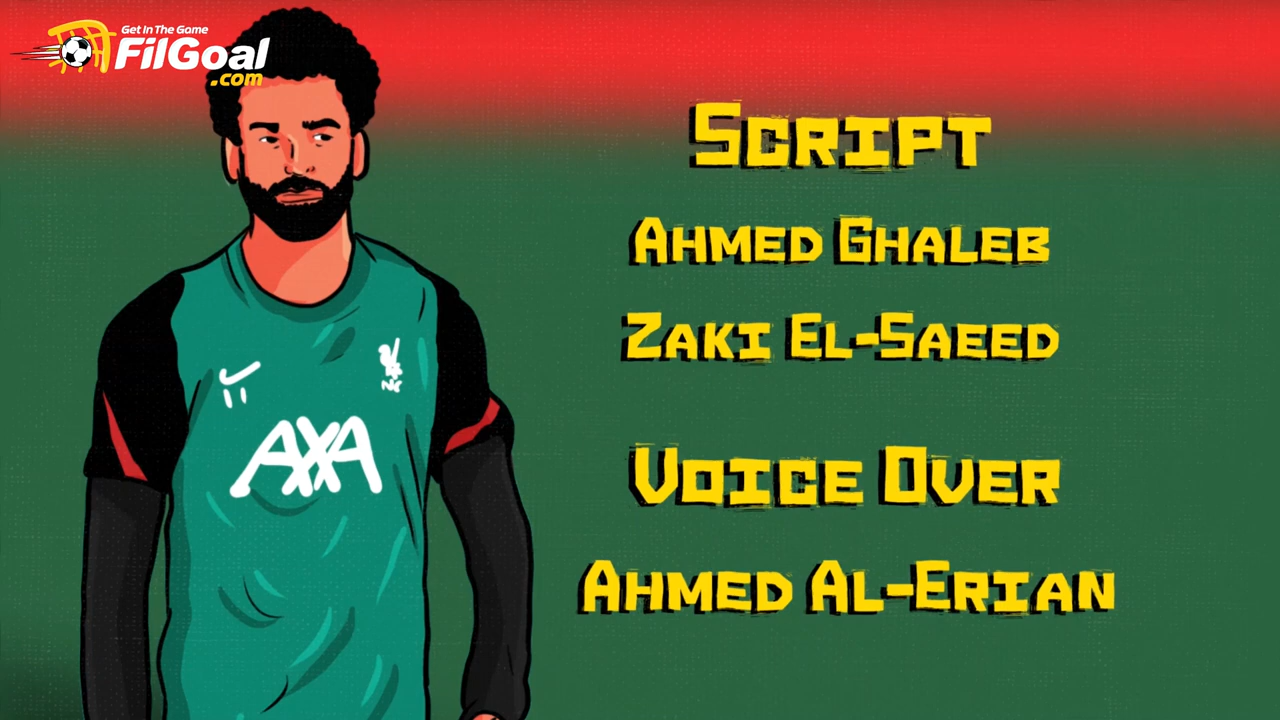 Get In The Game
FilGoal
.com
Script
Ahmed Ghaleb
Zaki El-Saeed
Voice Over
Ahmed Al-Erian
AXA